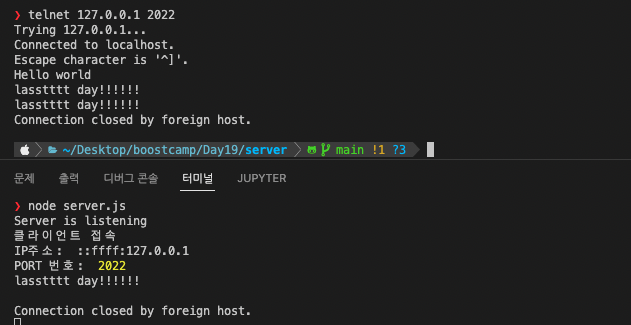 ❯ telnet 127.0.0.1 2022
Trying 127.0.0.1...
Connected to localhost.
Escape character is '^]'.
Hello world
lasstttt day!!!!!!
lasstttt day!!!!!!
Connection closed by foreign host.
~/Desktop/boostcamp/Day19/server main !1 ?3
문제 출력 디버그 콘솔 터미널 JUPYTER
❯ node server.js
Server is listening
클라이언트 접속
IP주소: ::ffff:127.0.0.1
PORT 번호: 2022
lasstttt day!!!!!!
Connection closed by foreign host.